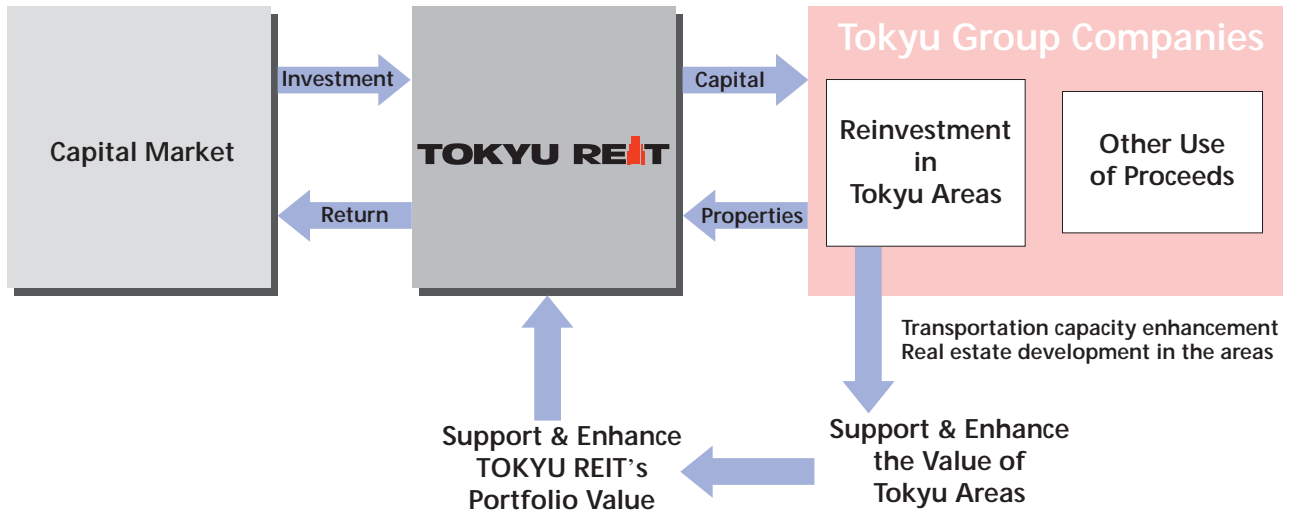 Tokyu Group Companies
Investment
Capital
Reinvestment
in
Tokyu Areas
Other Use
of Proceeds
Capital Market
TOKYU REIT
Return
Properties
Transportation capacity enhancement
Real estate development in the areas
Support & Enhance
the Value of
Tokyu Areas
Support & Enhance
TOKYU REIT’s
Portfolio Value